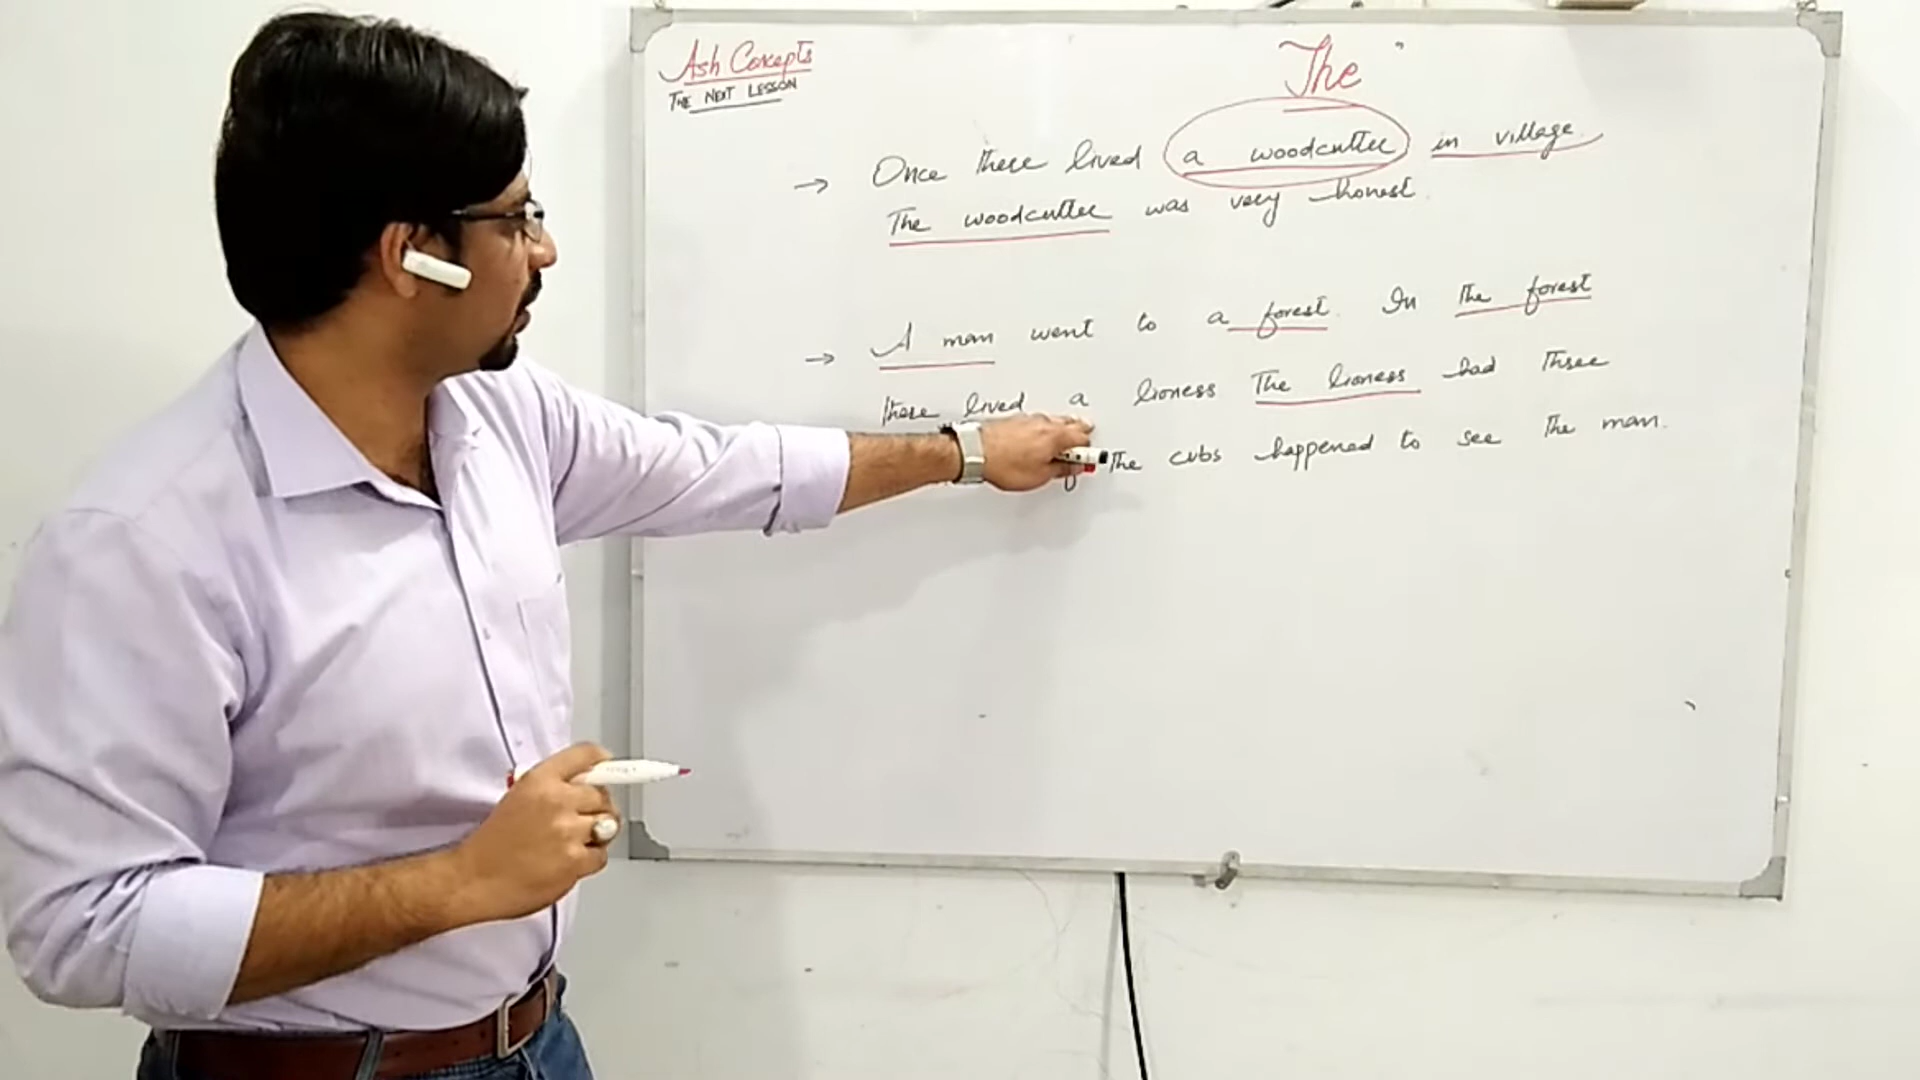 Ash Concepts
THE NEXT LESSON
The
→ Once there lived a woodcutter in village.
The woodcutter was very honest.
→ A man went to a forest. In the forest
there lived a lioness The lioness had three
The cubs happened to see the man.